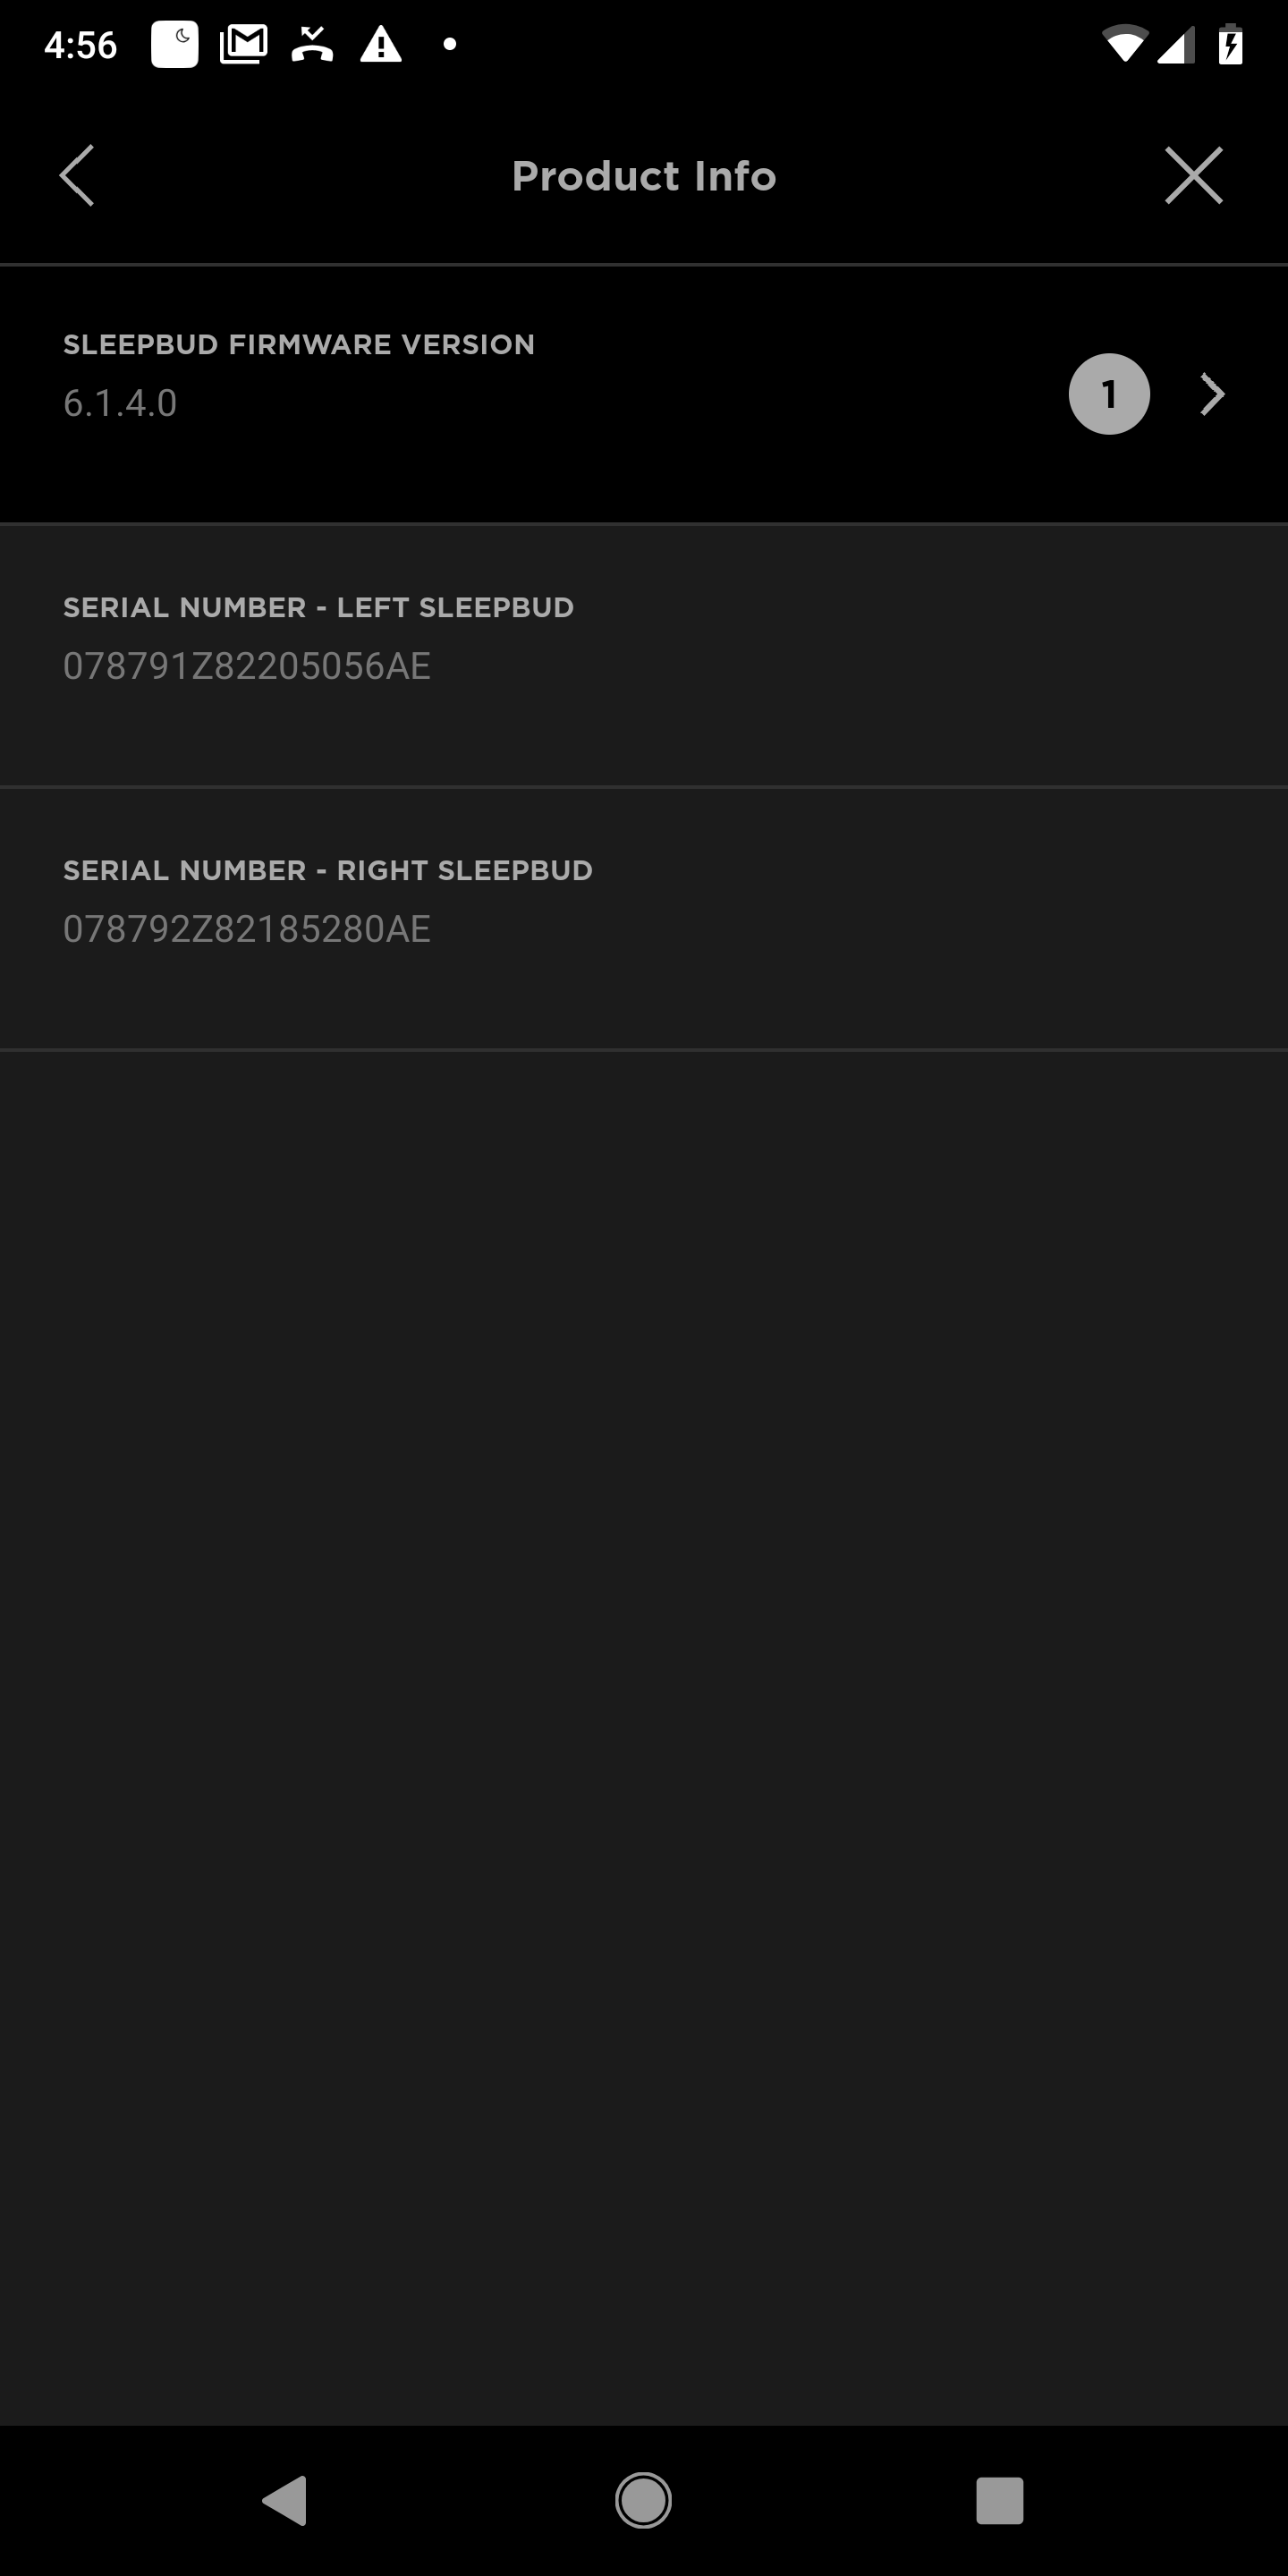 4:56
Product Info
SLEEPBUD FIRMWARE VERSION
6.1.4.0
1
SERIAL NUMBER - LEFT SLEEPBUD
078791Z82205056AE
SERIAL NUMBER - RIGHT SLEEPBUD
078792Z82185280AE